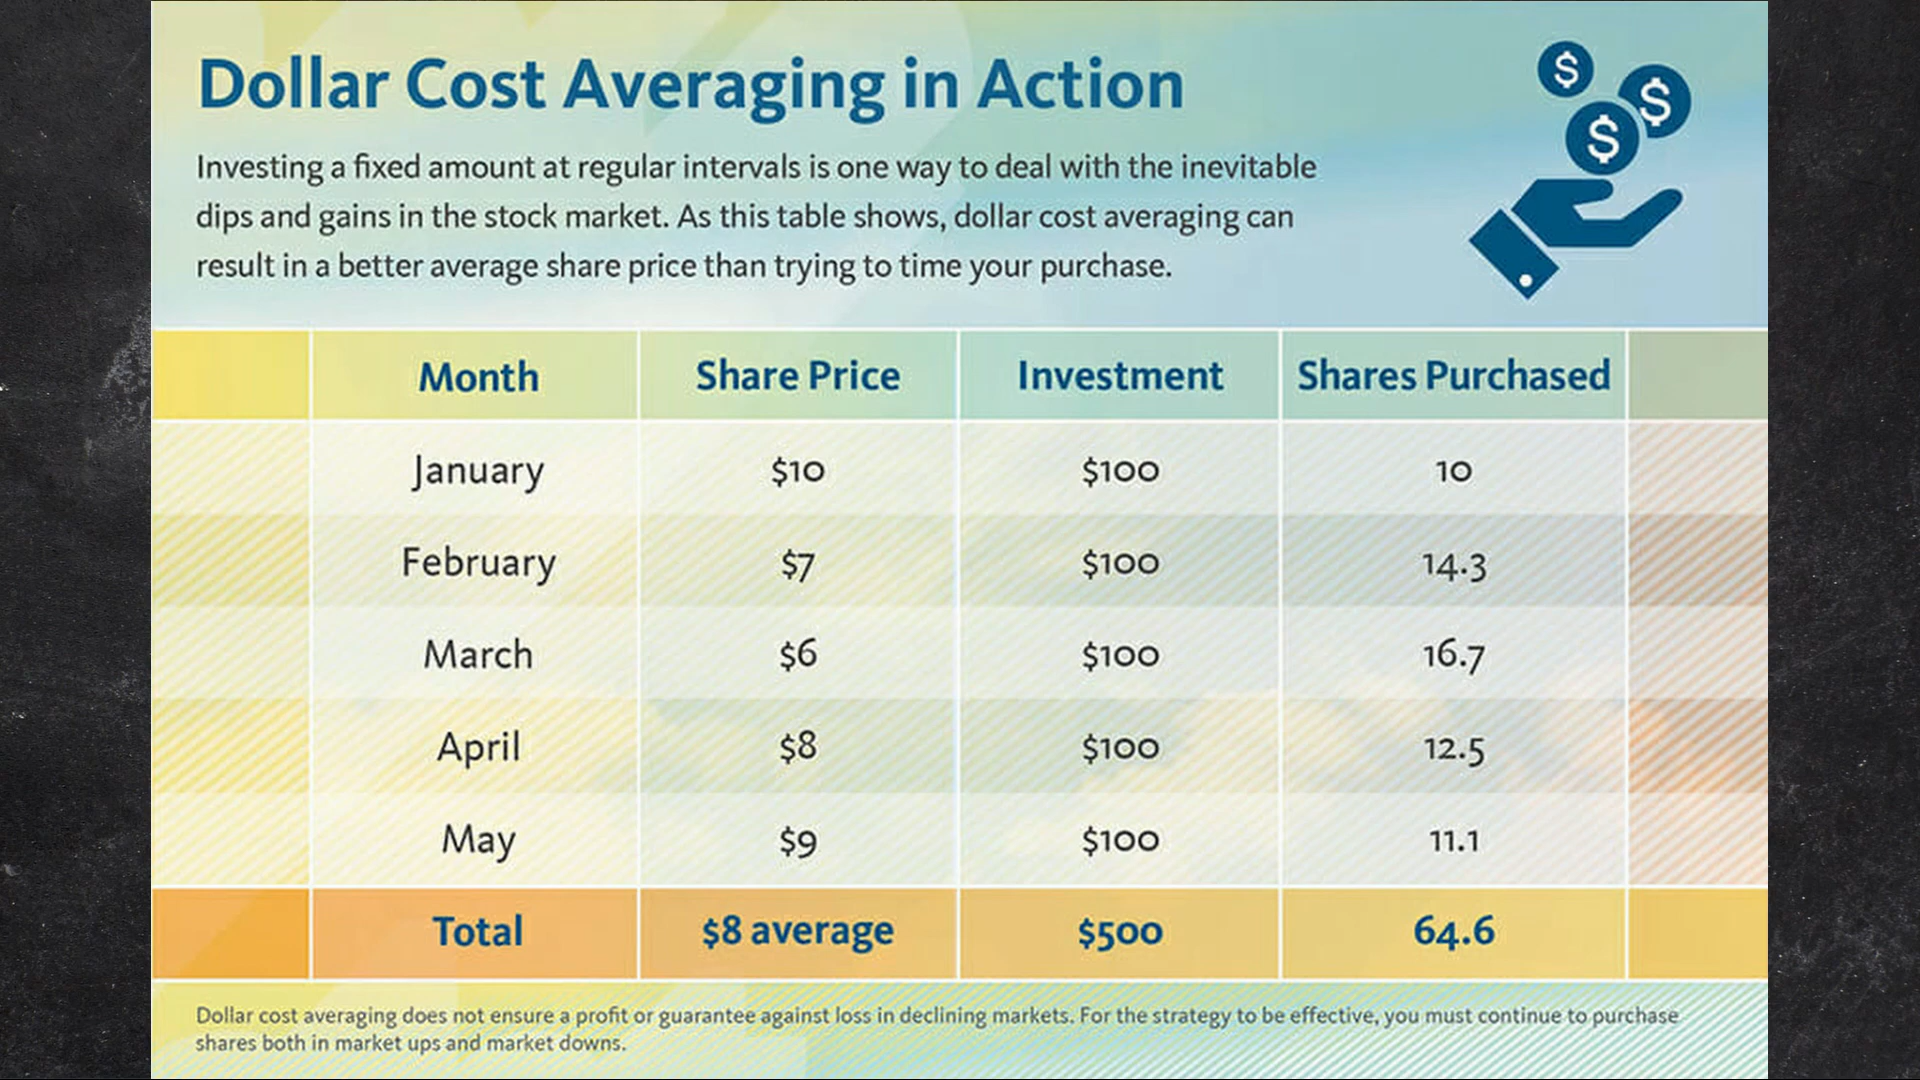 Dollar Cost Averaging in Action
$ $ $
Investing a fixed amount at regular intervals is one way to deal with the inevitable
dips and gains in the stock market. As this table shows, dollar cost averaging can
result in a better average share price than trying to time your purchase.
Month Share Price Investment Shares Purchased
January $10 $100 10
February $7 $100 14.3
March $6 $100 16.7
April $8 $100 12.5
May $9 $100 11.1
Total $8 average $500 64.6
Dollar cost averaging does not ensure a profit or guarantee against loss in declining markets. For the strategy to be effective, you must continue to purchase
shares both in market ups and market downs.